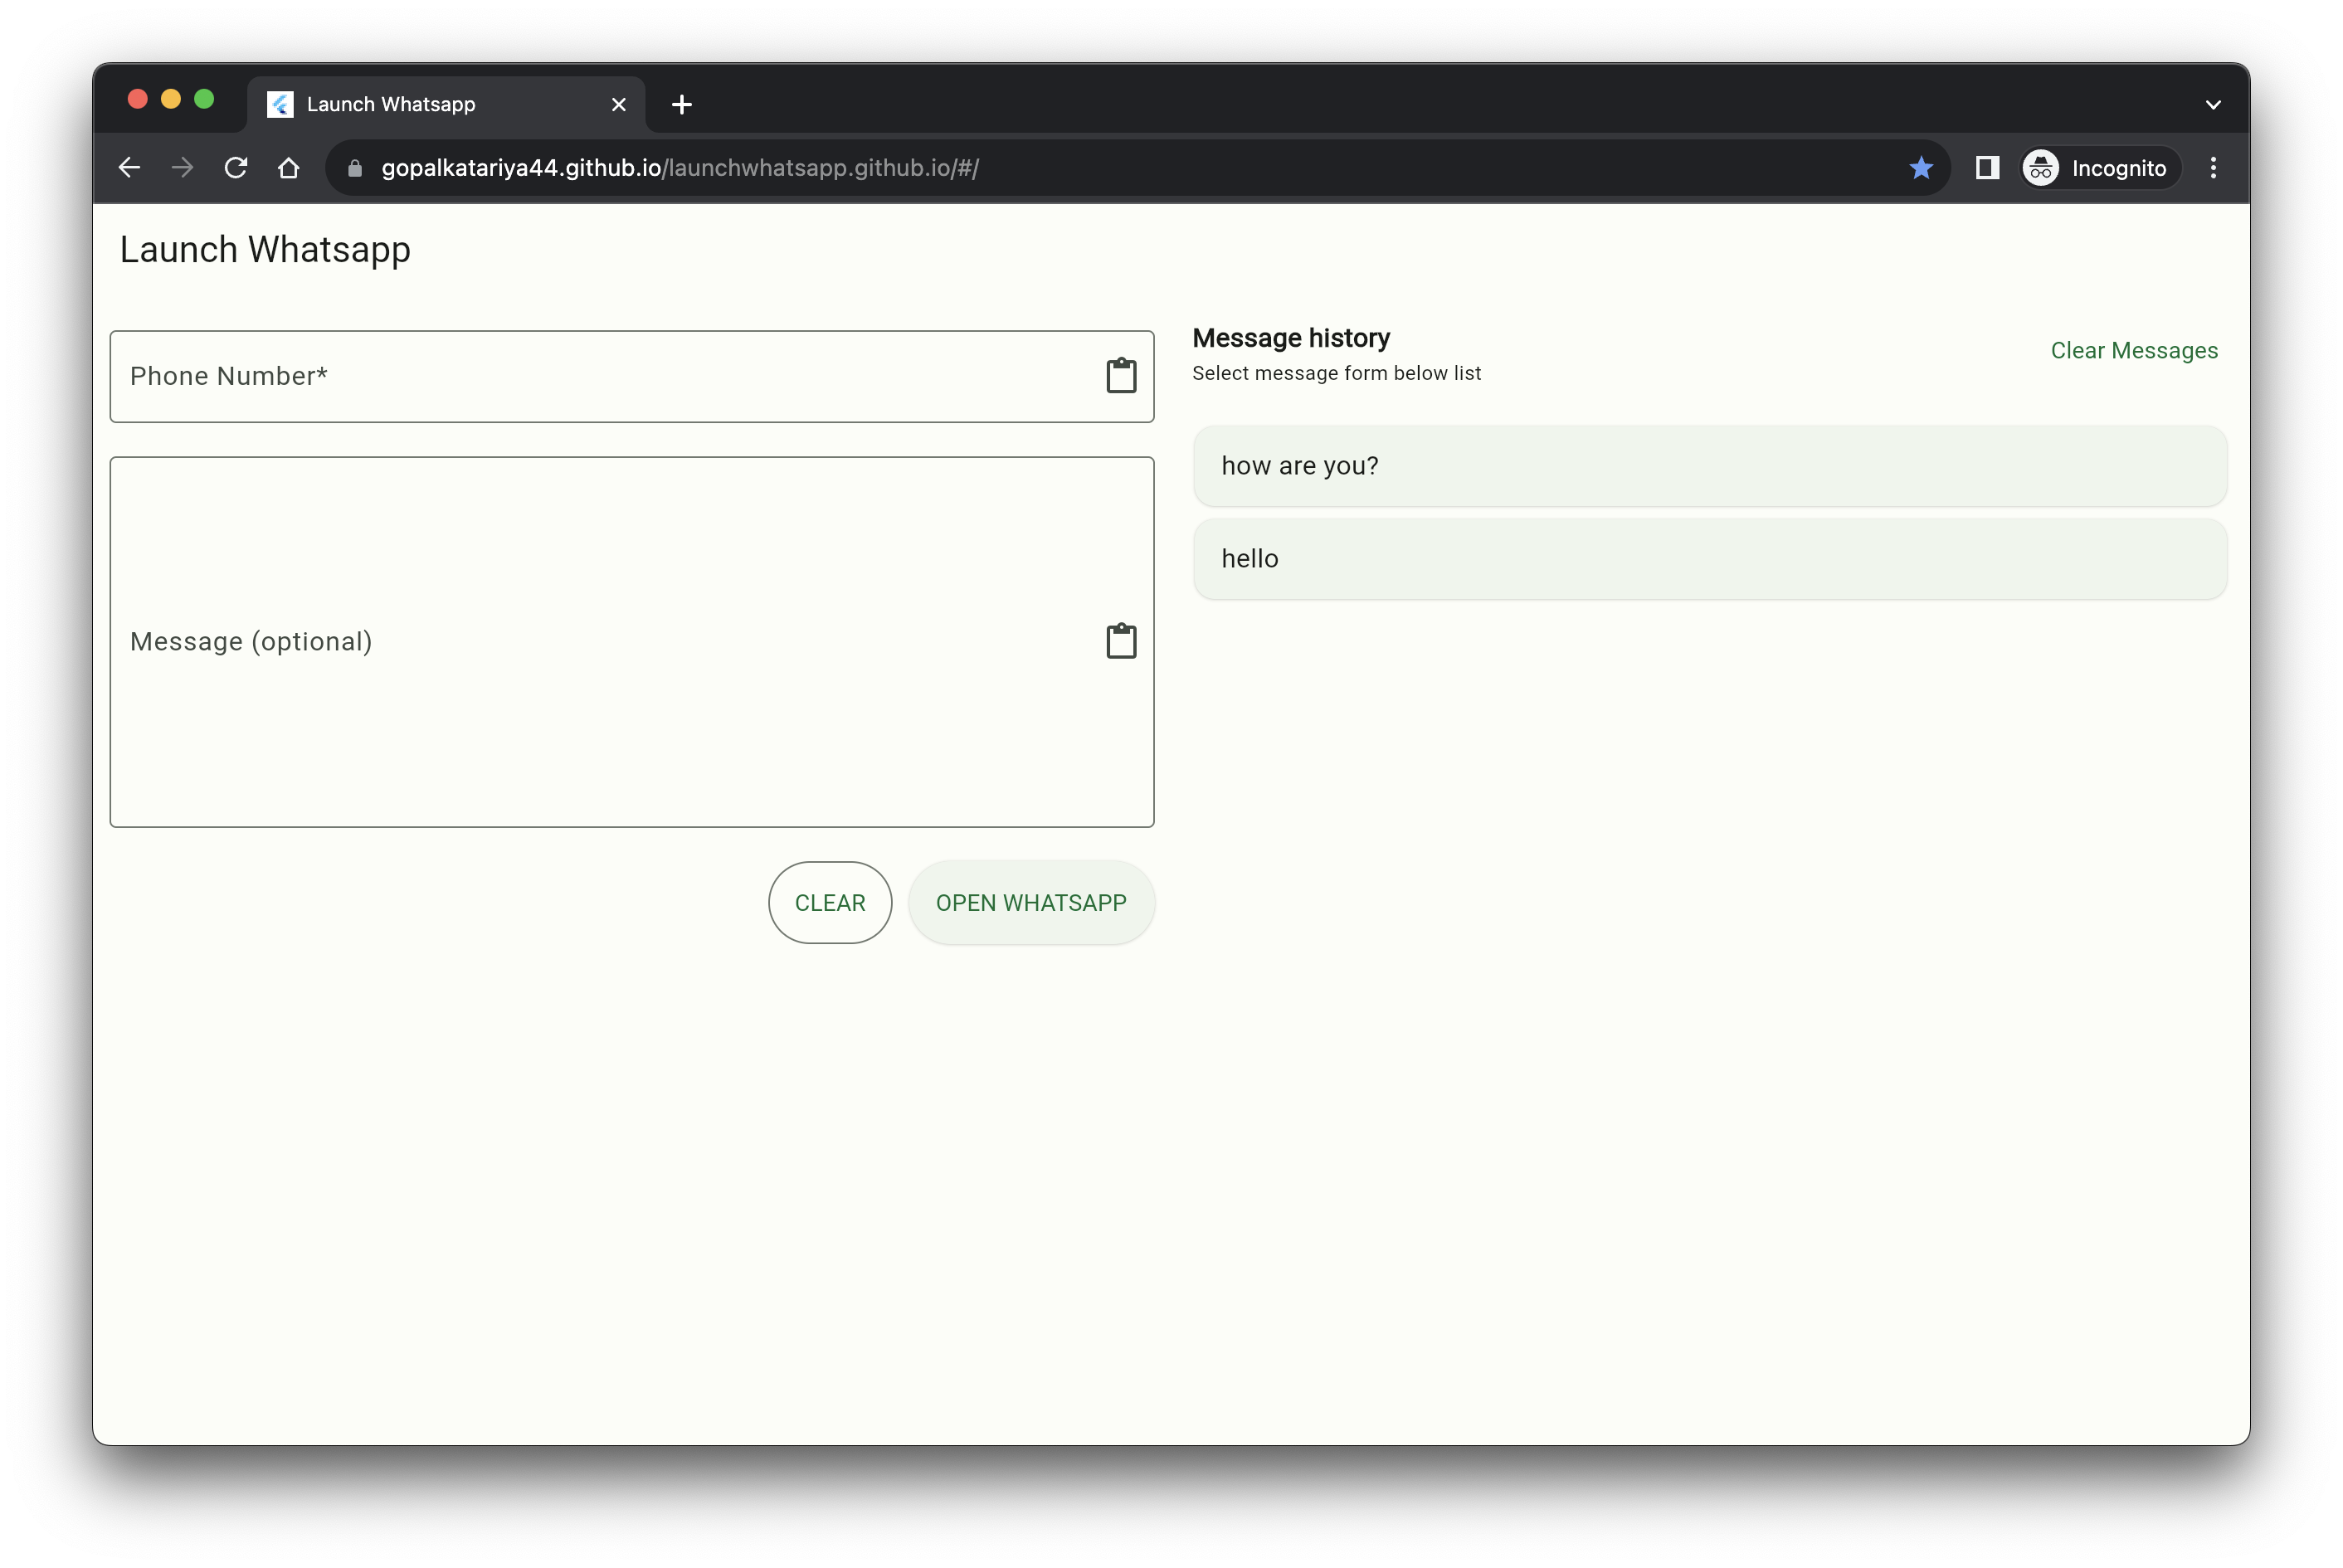 Launch Whatsapp
gopalkatariya44.github.io/launchwhatsapp.github.io/#/
Incognito
Launch Whatsapp
Phone Number*
Message (optional)
CLEAR
OPEN WHATSAPP
Message history
Clear Messages
Select message form below list
how are you?
hello